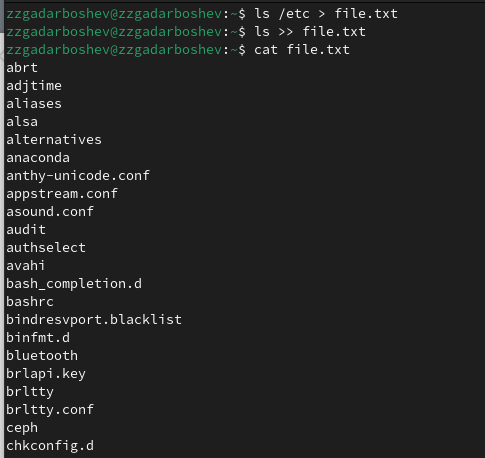 zzgadarboshev@zzgadarboshev:~$ ls /etc > file.txt
zzgadarboshev@zzgadarboshev:~$ ls >> file.txt
zzgadarboshev@zzgadarboshev:~$ cat file.txt
abrt
adjtime
aliases
alsa
alternatives
anaconda
anthy-unicode.conf
appstream.conf
asound.conf
audit
authselect
avahi
bash_completion.d
bashrc
bindresvport.blacklist
binfmt.d
bluetooth
brlapi.key
brltty
brltty.conf
ceph
chkconfig.d